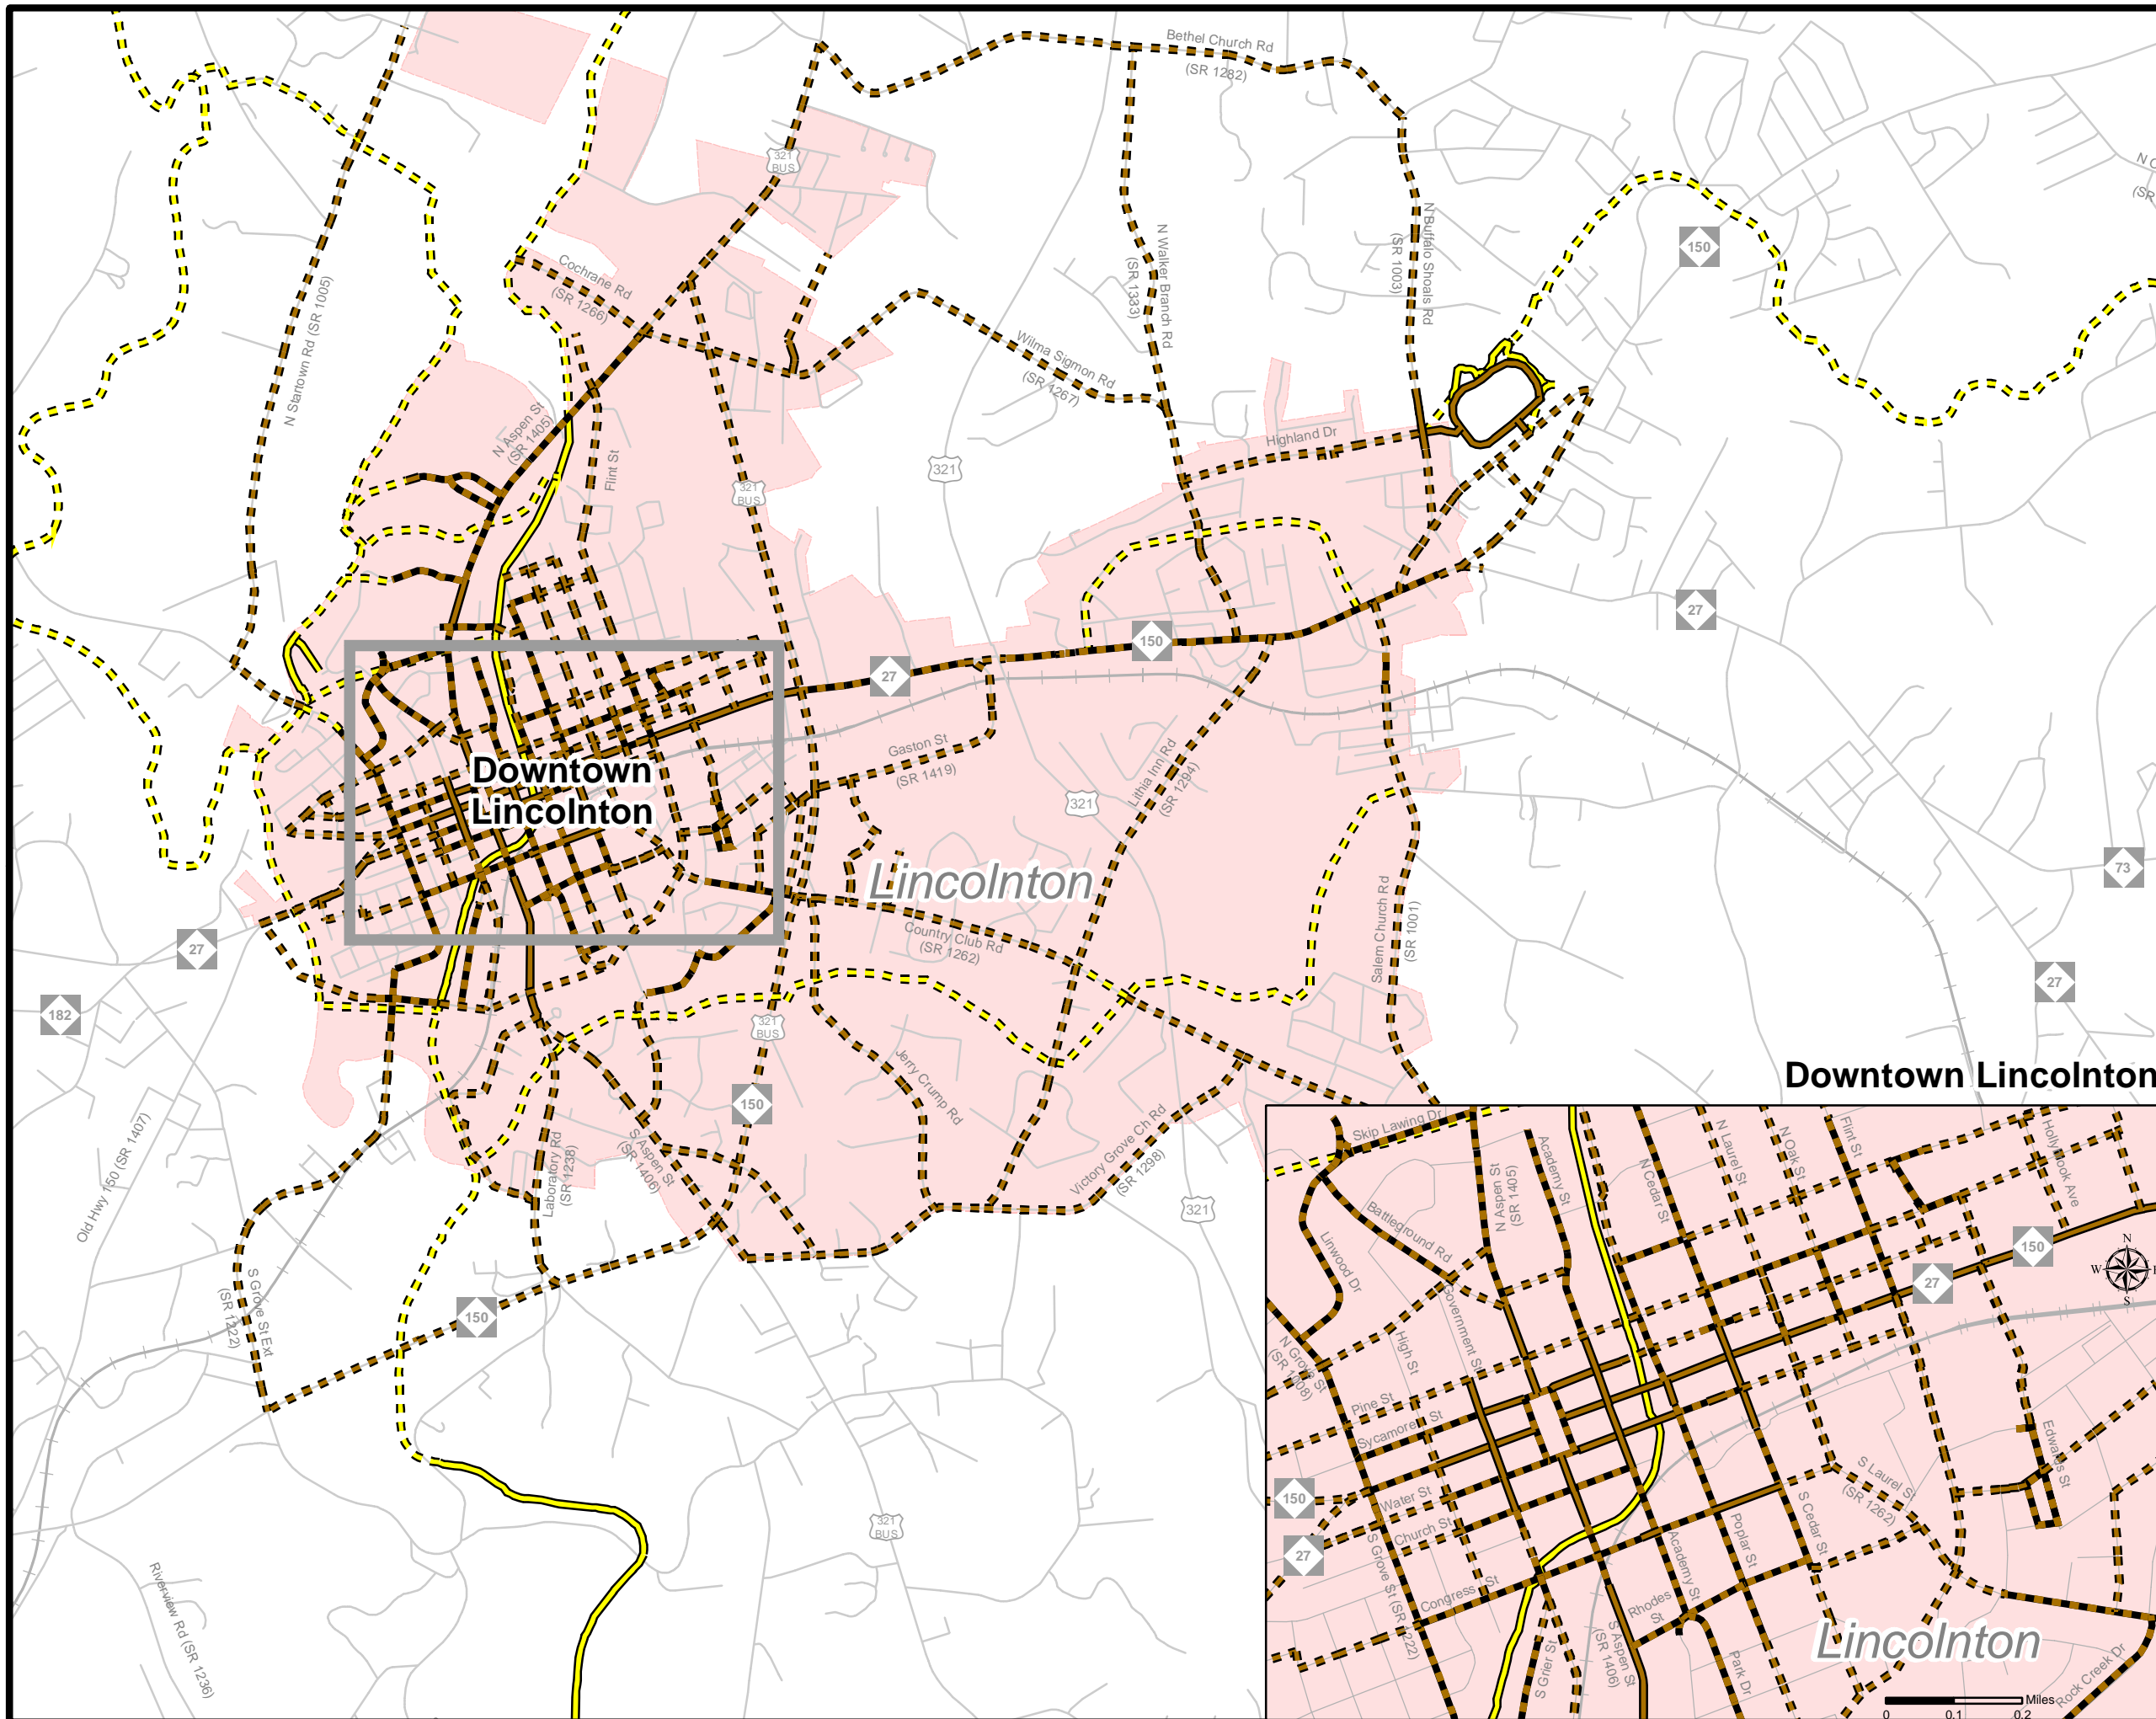 Bethel Church Rd
(SR 1282)
321
BUS
N C
(SR
150
N Startown Rd (SR 1005)
Cochrane Rd
(SR 1266)
N Walker Branch Rd
(SR 1333)
N Buffalo Shoals Rd
(SR 1003)
Wilma Sigmon Rd
(SR 1267)
N Aspen St
(SR 1405)
Flint St
321
BUS
321
Highland Dr
27
150
27
Gaston St
(SR 1419)
Lithia Inn Rd
(SR 1294)
321
Downtown
Lincolnton
Lincolnton
73
27
182
Country Club Rd
(SR 1262)
Salem Church Rd
(SR 1001)
27
321
BUS
150
Jerry Crump Rd
Downtown Lincolnton
Old Hwy 150 (SR 1407)
Laboratory Rd
(SR 1238)
S Aspen St
(SR 1406)
Victory Grove Ch Rd
(SR 1298)
321
S Grove St Ext
(SR 1222)
150
321
BUS
Riverview Rd (SR 1236)
Skip Lawing Dr
N Aspen St
(SR 1405)
Academy St
N Cedar St
N Laurel St
N Oak St
Flint St
Hollybrook Ave
Battleground Rd
Linwood Dr
150
27
N
W
S
Government St
High St
N Grove St
(SR 1008)
Pine St
Sycamore St
150
Water St
Church St
27
Edwards St
S Laurel St
(SR 1262)
S Cedar St
Poplar St
Academy St
S Grove St (SR 1222)
Congress St
Rhodes
St
S Aspen St
(SR 1406)
S Grier St
Park Dr
Lincolnton
Rock Creek Dr
Miles
0
0.1
0.2